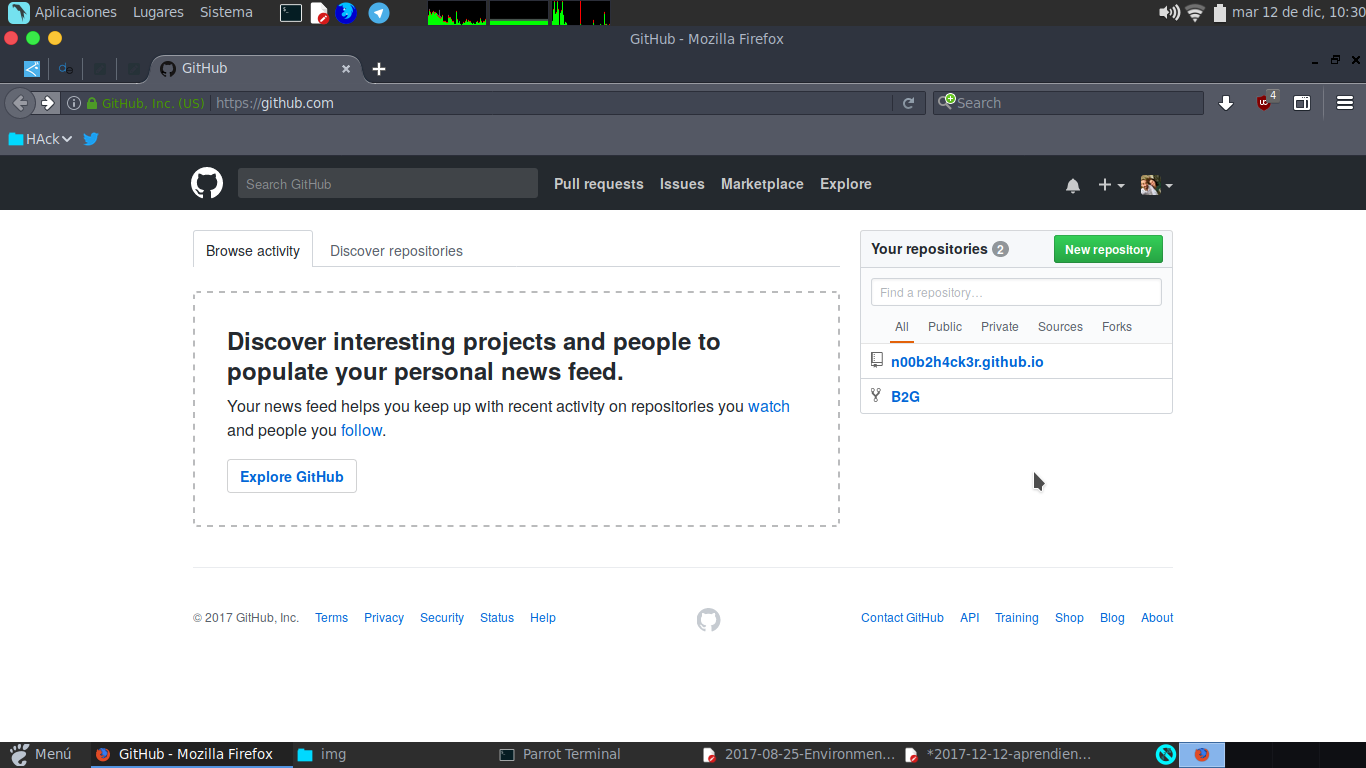 Aplicaciones Lugares Sistema mar 12 de dic, 10:30
GitHub - Mozilla Firefox
GitHub
GitHub, Inc. (US) https://github.com Search 4
HAck
Search GitHub Pull requests Issues Marketplace Explore
Browse activity Discover repositories
Your repositories 2 New repository
Find a repository…
All Public Private Sources Forks
n00b2h4ck3r.github.io
B2G
Discover interesting projects and people to
populate your personal news feed.
Your news feed helps you keep up with recent activity on repositories you watch
and people you follow.
Explore GitHub
© 2017 GitHub, Inc. Terms Privacy Security Status Help Contact GitHub API Training Shop Blog About
Menú GitHub - Mozilla Firefox img Parrot Terminal 2017-08-25-Environmen... *2017-12-12-aprendien...